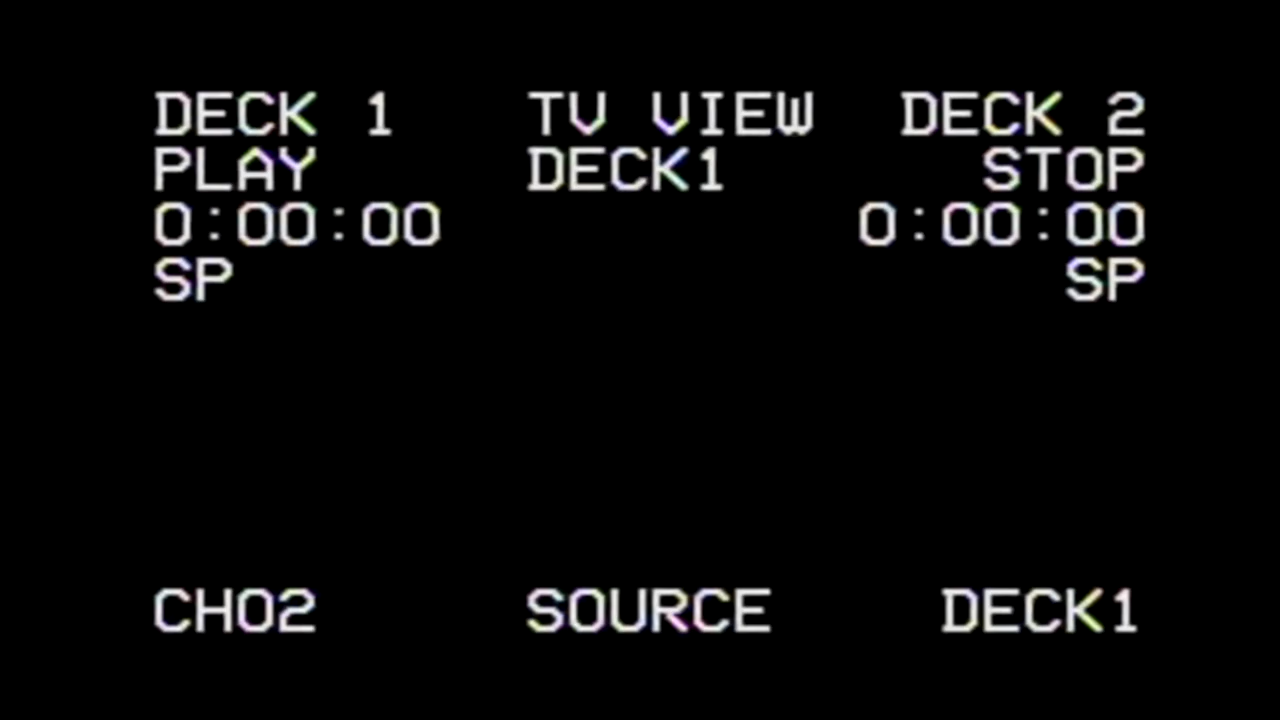 DECK 1 TV VIEW DECK 2
PLAY DECK1 STOP
0:00:00 0:00:00
SP SP
CH02 SOURCE DECK1